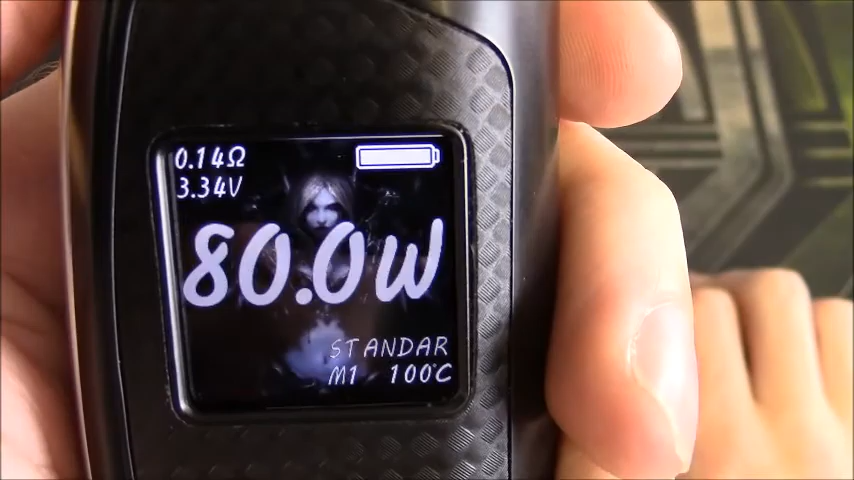 0.14Ω
3.34V
80.0W
STANDAR
M1 100℃